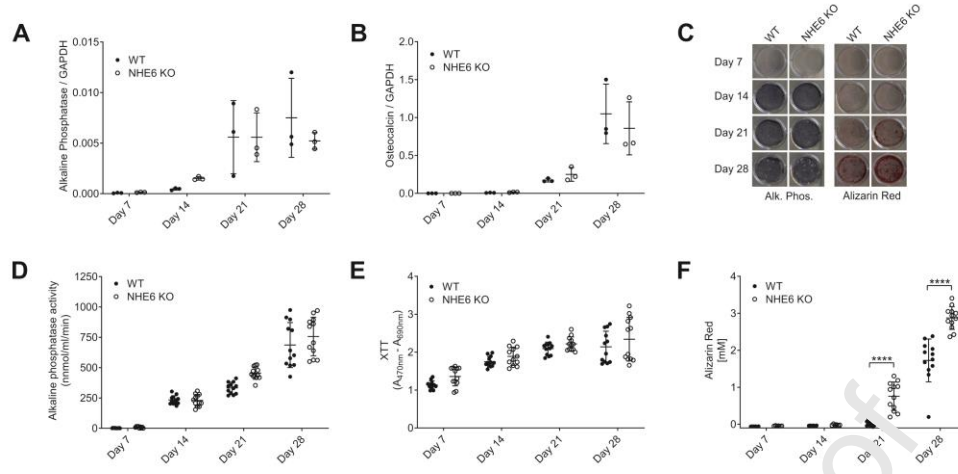 A
Alkaline Phosphatase / GAPDH
0.015
0.010
0.005
0.000
WT
NHE6 KO
Day 7
Day 14
Day 21
Day 28
B
Osteocalcin / GAPDH
2.0
1.5
1.0
0.5
0.0
WT
NHE6 KO
Day 7
Day 14
Day 21
Day 28
C
WT
NHE6 KO
WT
NHE6 KO
Day 7
Day 14
Day 21
Day 28
Alk. Phos.
Alizarin Red
D
Alkaline phosphatase activity
(nnmol/ml/min)
1250
1000
750
500
250
0
WT
NHE6 KO
Day 7
Day 14
Day 21
Day 28
E
XTT
(A470nm - A690nm)
4
3
2
1
0
WT
NHE6 KO
Day 7
Day 14
Day 21
Day 28
F
Alizarin Red
[mM]
4
3
2
1
0
WT
NHE6 KO
****
****
Day 7
Day 14
Day 21
Day 28